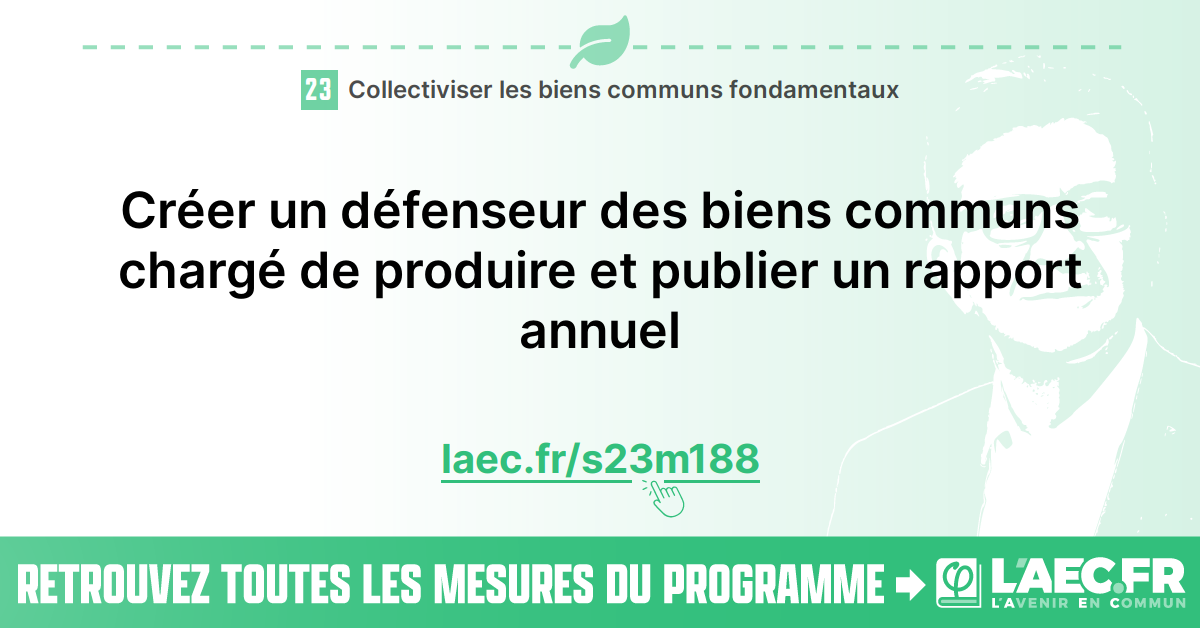 23 Collectiviser les biens communs fondamentaux
Créer un défenseur des biens communs
chargé de produire et publier un rapport
annuel
laec.fr/s23m188
RETROUVEZ TOUTES LES MESURES DU PROGRAMME
φ L'AEC.FR
L'AVENIR EN COMMUN